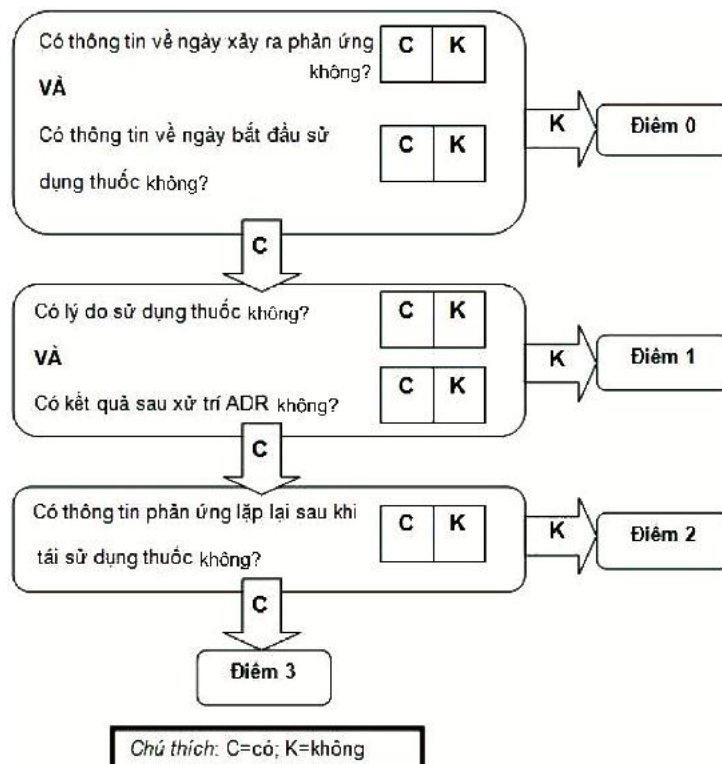 Có thông tin về ngày xảy ra phản ứng
không?
C K
VÀ
Có thông tin về ngày bắt đầu sử
dụng thuốc không?
C K
K
Điểm 0
C
Có lý do sử dụng thuốc không?
C K
VÀ
Có kết quả sau xử trí ADR không?
C K
K
Điểm 1
C
Có thông tin phản ứng lặp lại sau khi
tái sử dụng thuốc không?
C K
K
Điểm 2
C
Điểm 3
Chú thích: C=có; K=không